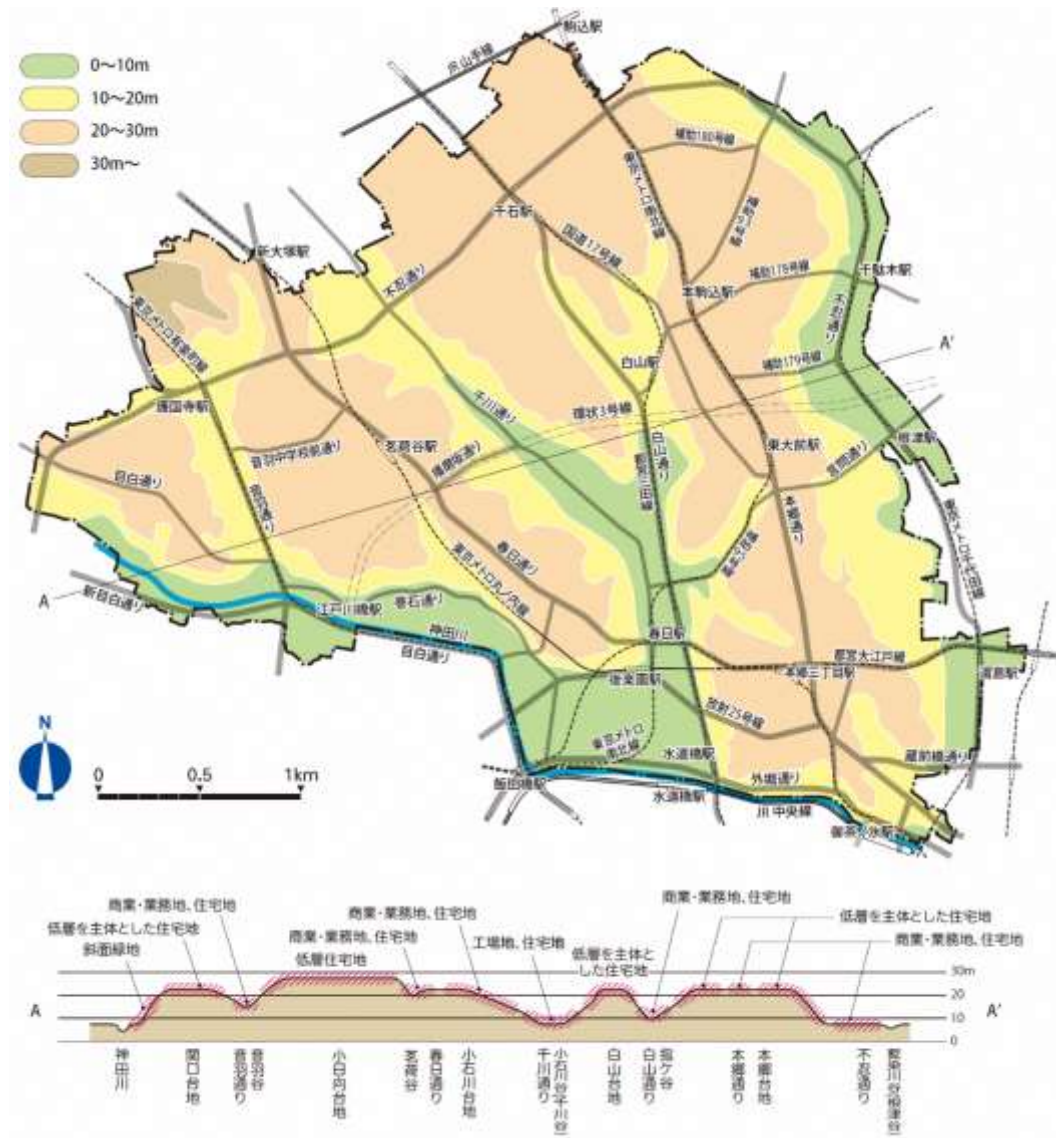 0～10m
10～20m
20～30m
30m～
駒込駅
JR山手線
補助180号線
千石駅
国道17号線
新大塚駅
不忍通り
本駒込駅
補助178号線
千駄木駅
不忍通り
白山駅
補助179号線
A'
護国寺駅
千川通り
環状3号線
根津駅
音羽中学校前通り
茗荷谷駅
播磨坂通り
白山通り
都営三田線
東大前駅
言問通り
目白通り
音羽通り
本郷通り
東京メトロ千代田線
東京メトロ丸ノ内線
春日通り
A
新目白通り
江戸川橋駅
巻石通り
神田川
目白通り
春日駅
都営大江戸線
本郷三丁目駅
湯島駅
後楽園駅
放射25号線
東京メトロ
南北線
水道橋駅
蔵前橋通り
外堀通り
飯田橋駅
水道橋駅
川中央線
御茶ノ水駅
N
0
0.5
1km
商業・業務地、住宅地
低層を主体とした住宅地
斜面緑地
商業・業務地、住宅地
商業・業務地、住宅地
低層住宅地
工場地、住宅地
商業・業務地、住宅地
低層を主体と
した住宅地
低層を主体とした住宅地
商業・業務地、住宅地
30m
20
10
0
A
A'
神田川
関口台地
音羽通り
音羽谷
小日向台地
茗荷谷
春日通り
小石川台地
千川通り
小石川谷(千川谷)
白山台地
白山通り
指ケ谷
本郷通り
本郷台地
不忍通り
藍染川谷(根津谷)